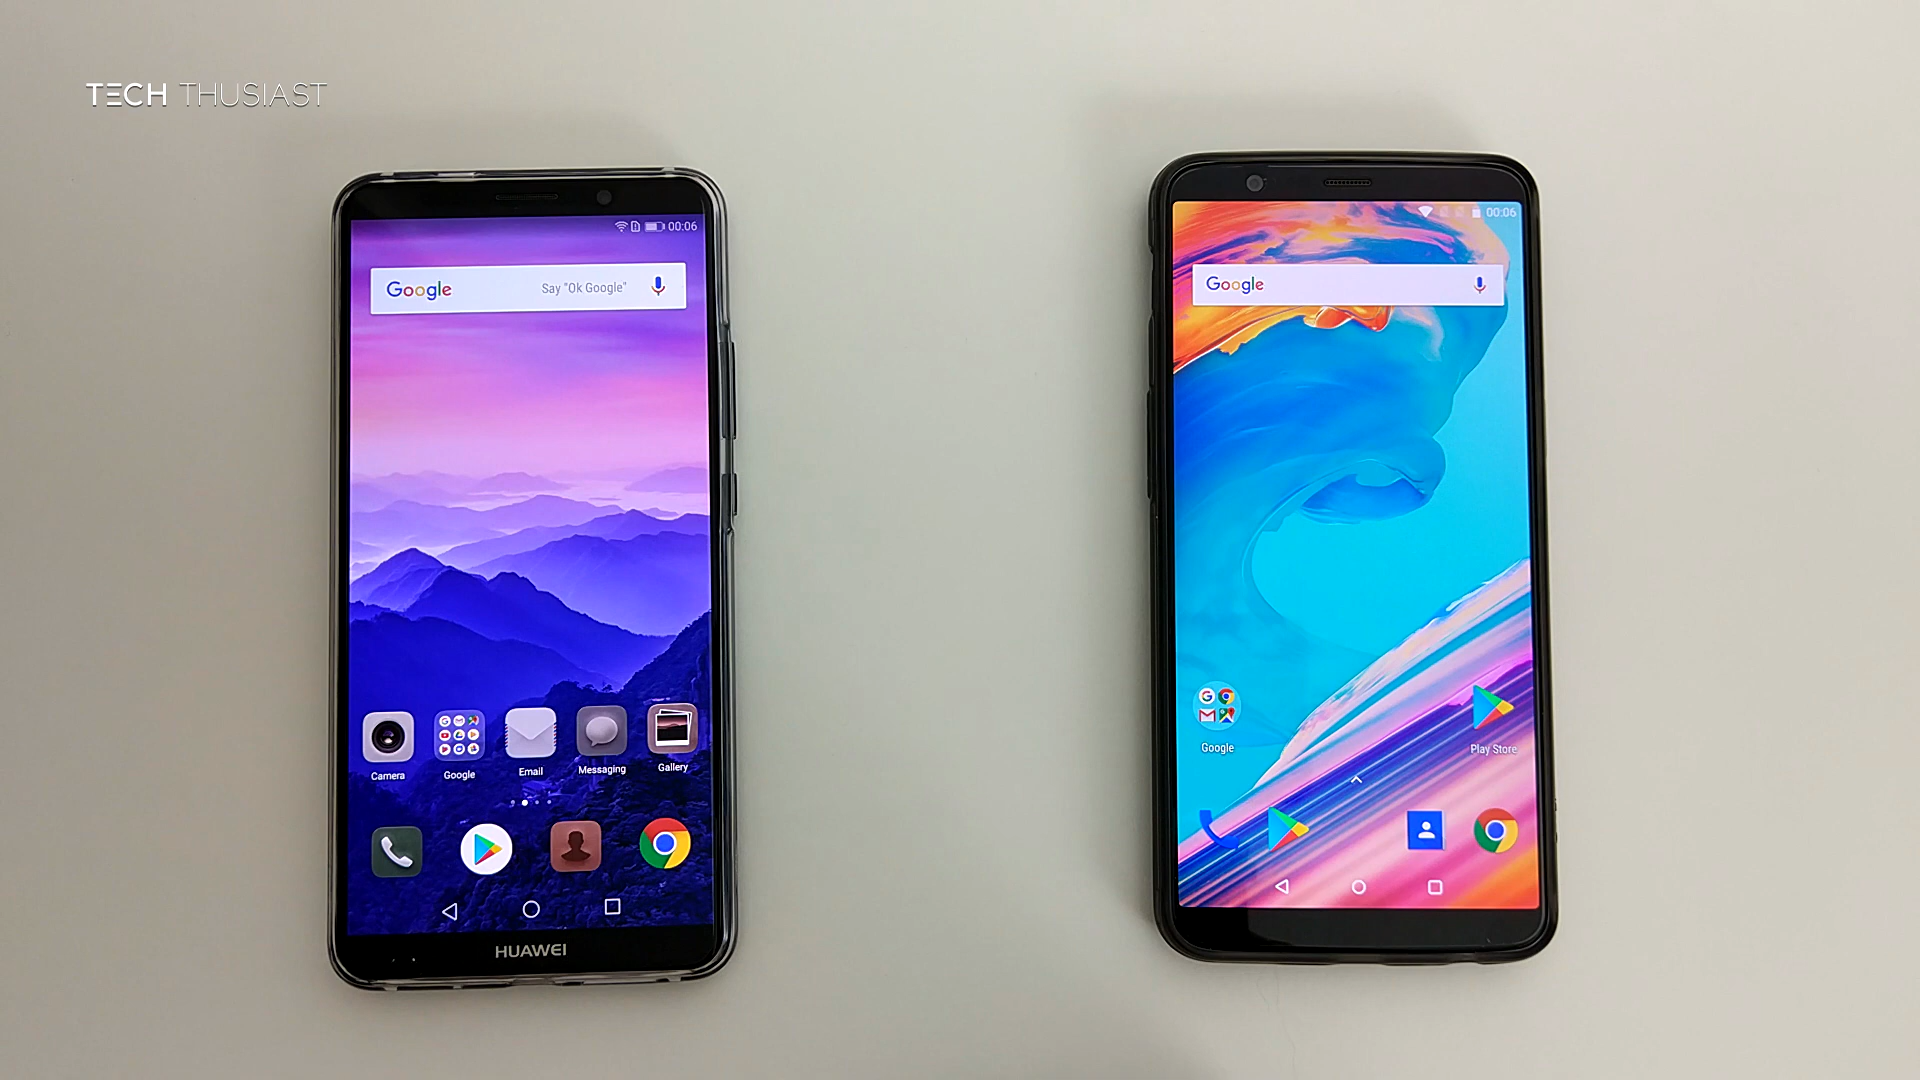 TECH THUSIAST
00:06
Google Say "Ok Google"
Camera Google Email Messaging Gallery
HUAWEI
00:06
Google
Google Play Store